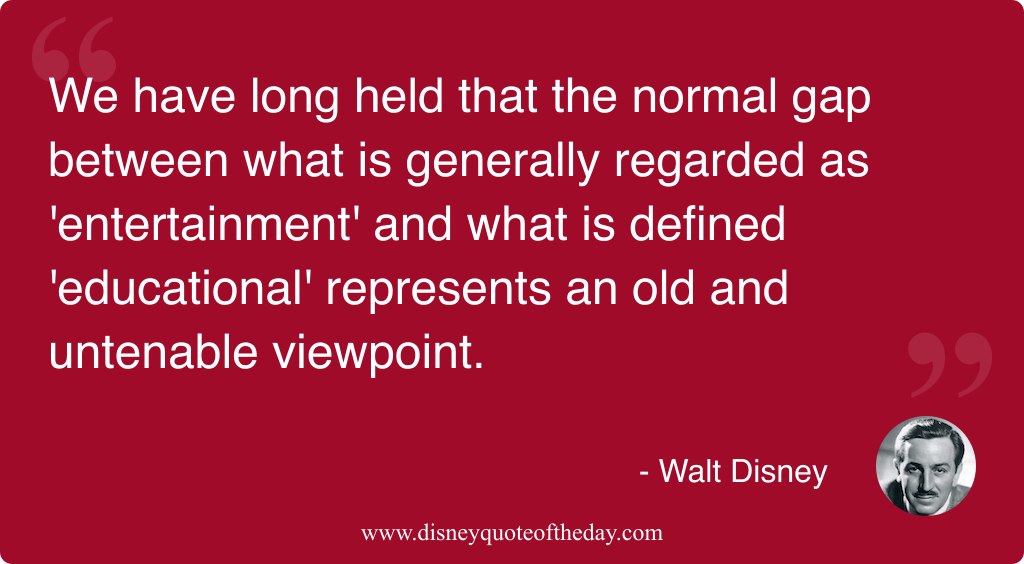 We have long held that the normal gap
between what is generally regarded as
'entertainment' and what is defined
'educational' represents an old and
untenable viewpoint.
- Walt Disney
www.disneyquoteoftheday.com